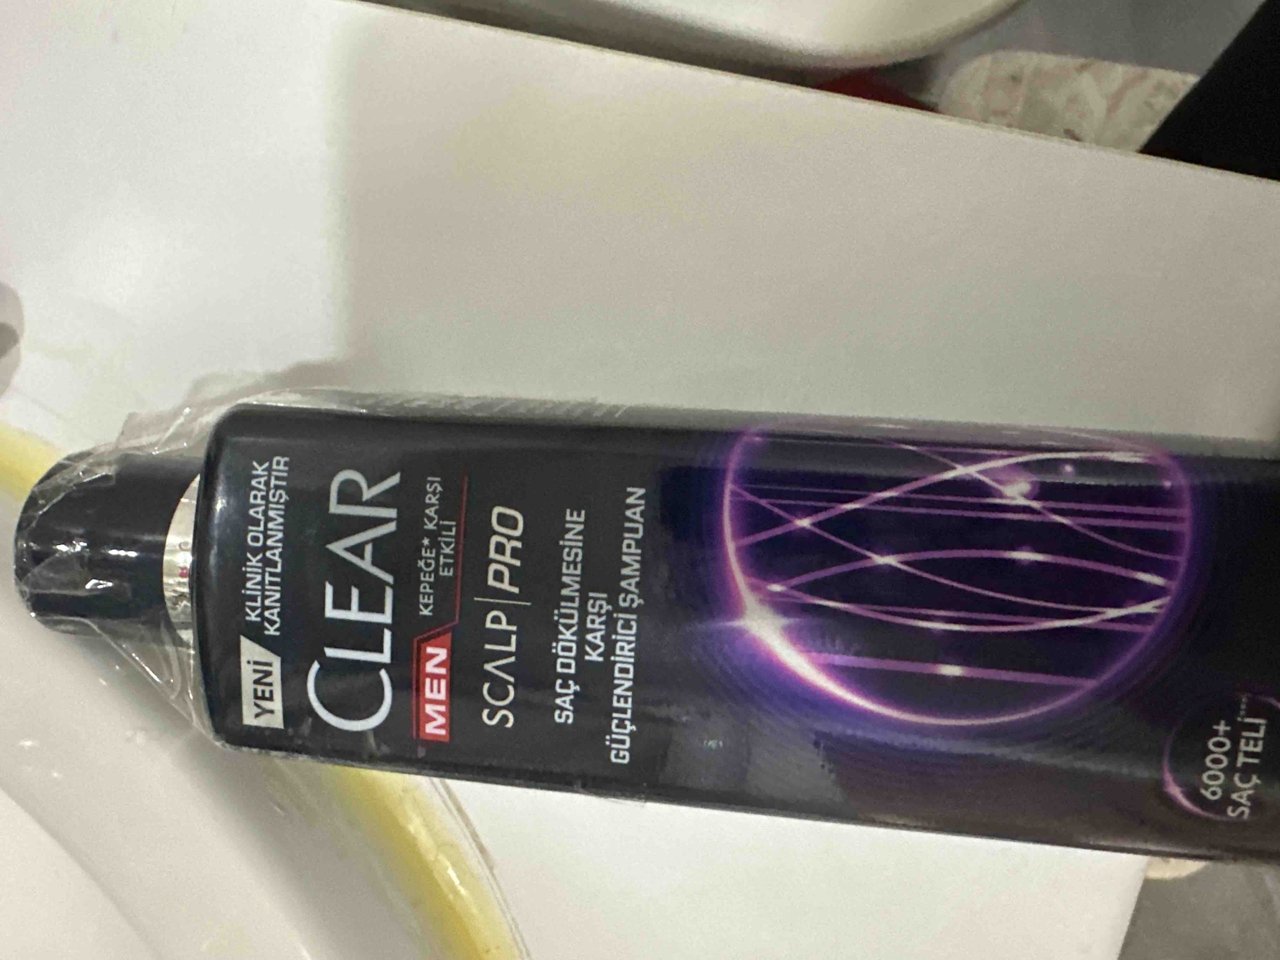 YENİ
KLİNİK OLARAK
KANITLANMIŞTIR
CLEAR
MEN
KEPEĞE* KARŞI
ETKİLİ
SCALP|PRO
SAÇ DÖKÜLMESİNE
KARŞI
GÜÇLENDİRİCİ ŞAMPUAN
6000+
SAÇ TELİ***